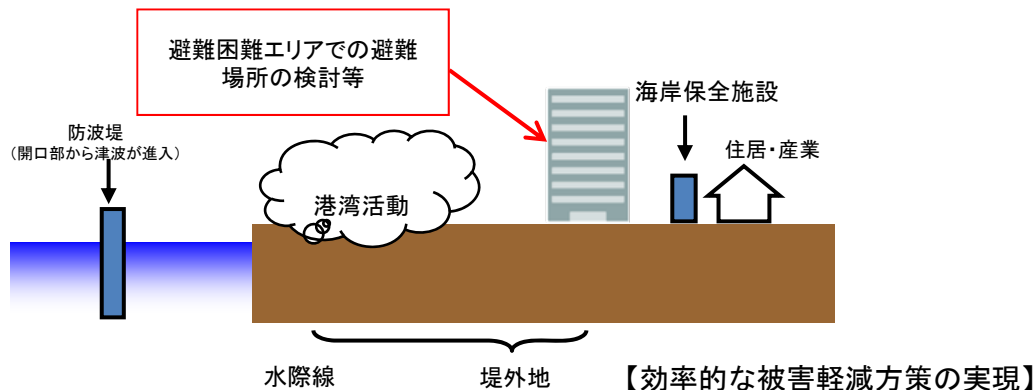 避難困難エリアでの避難
場所の検討等
海岸保全施設
防波堤
（開口部から津波が進入）
住居・産業
港湾活動
水際線
堤外地
【効率的な被害軽減方策の実現】